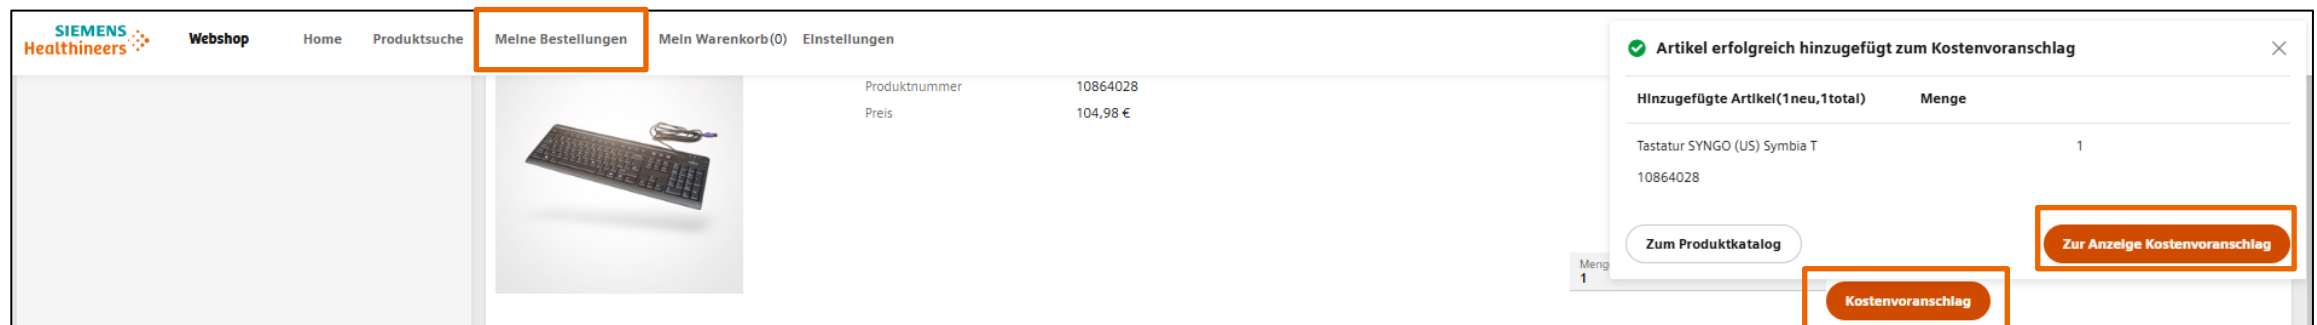 SIEMENS
Healthineers
Webshop Home Produktsuche Meine Bestellungen Mein Warenkorb(0) Einstellungen
Produktnummer 10864028
Preis 104,98 €
Artikel erfolgreich hinzugefügt zum Kostenvoranschlag
Hinzugefügte Artikel(1neu,1total) Menge
Tastatur SYNGO (US) Symbia T 1
10864028
Zum Produktkatalog Zur Anzeige Kostenvoranschlag
Meng
1
Kostenvoranschlag